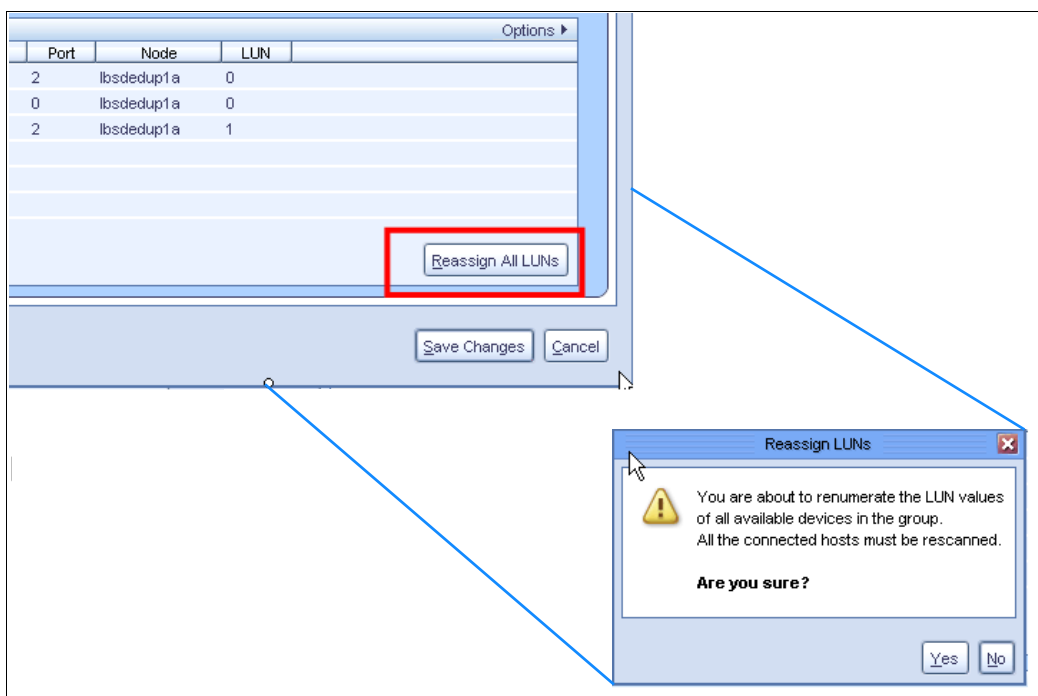 Options
Port Node LUN
2 lbsdedup1a 0
0 lbsdedup1a 0
2 lbsdedup1a 1
Reassign All LUNs
Save Changes Cancel
Reassign LUNs
You are about to renumerate the LUN values
of all available devices in the group.
All the connected hosts must be rescanned.
Are you sure?
Yes No